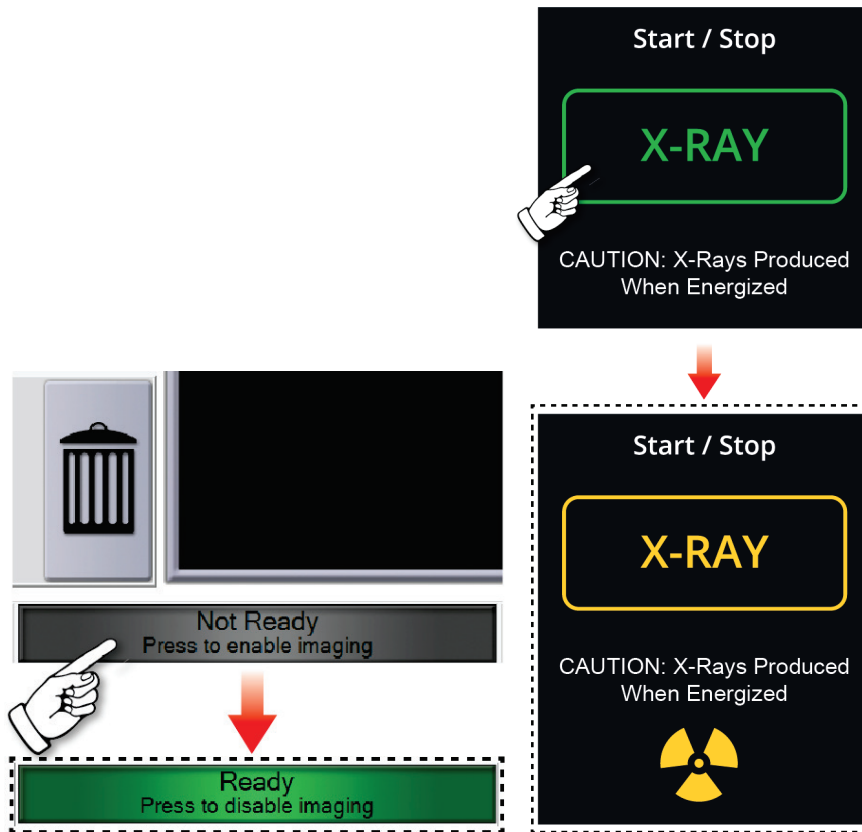 Start / Stop
X-RAY
CAUTION: X-Rays Produced
When Energized
Not Ready
Press to enable imaging
Ready
Press to disable imaging
Start / Stop
X-RAY
CAUTION: X-Rays Produced
When Energized